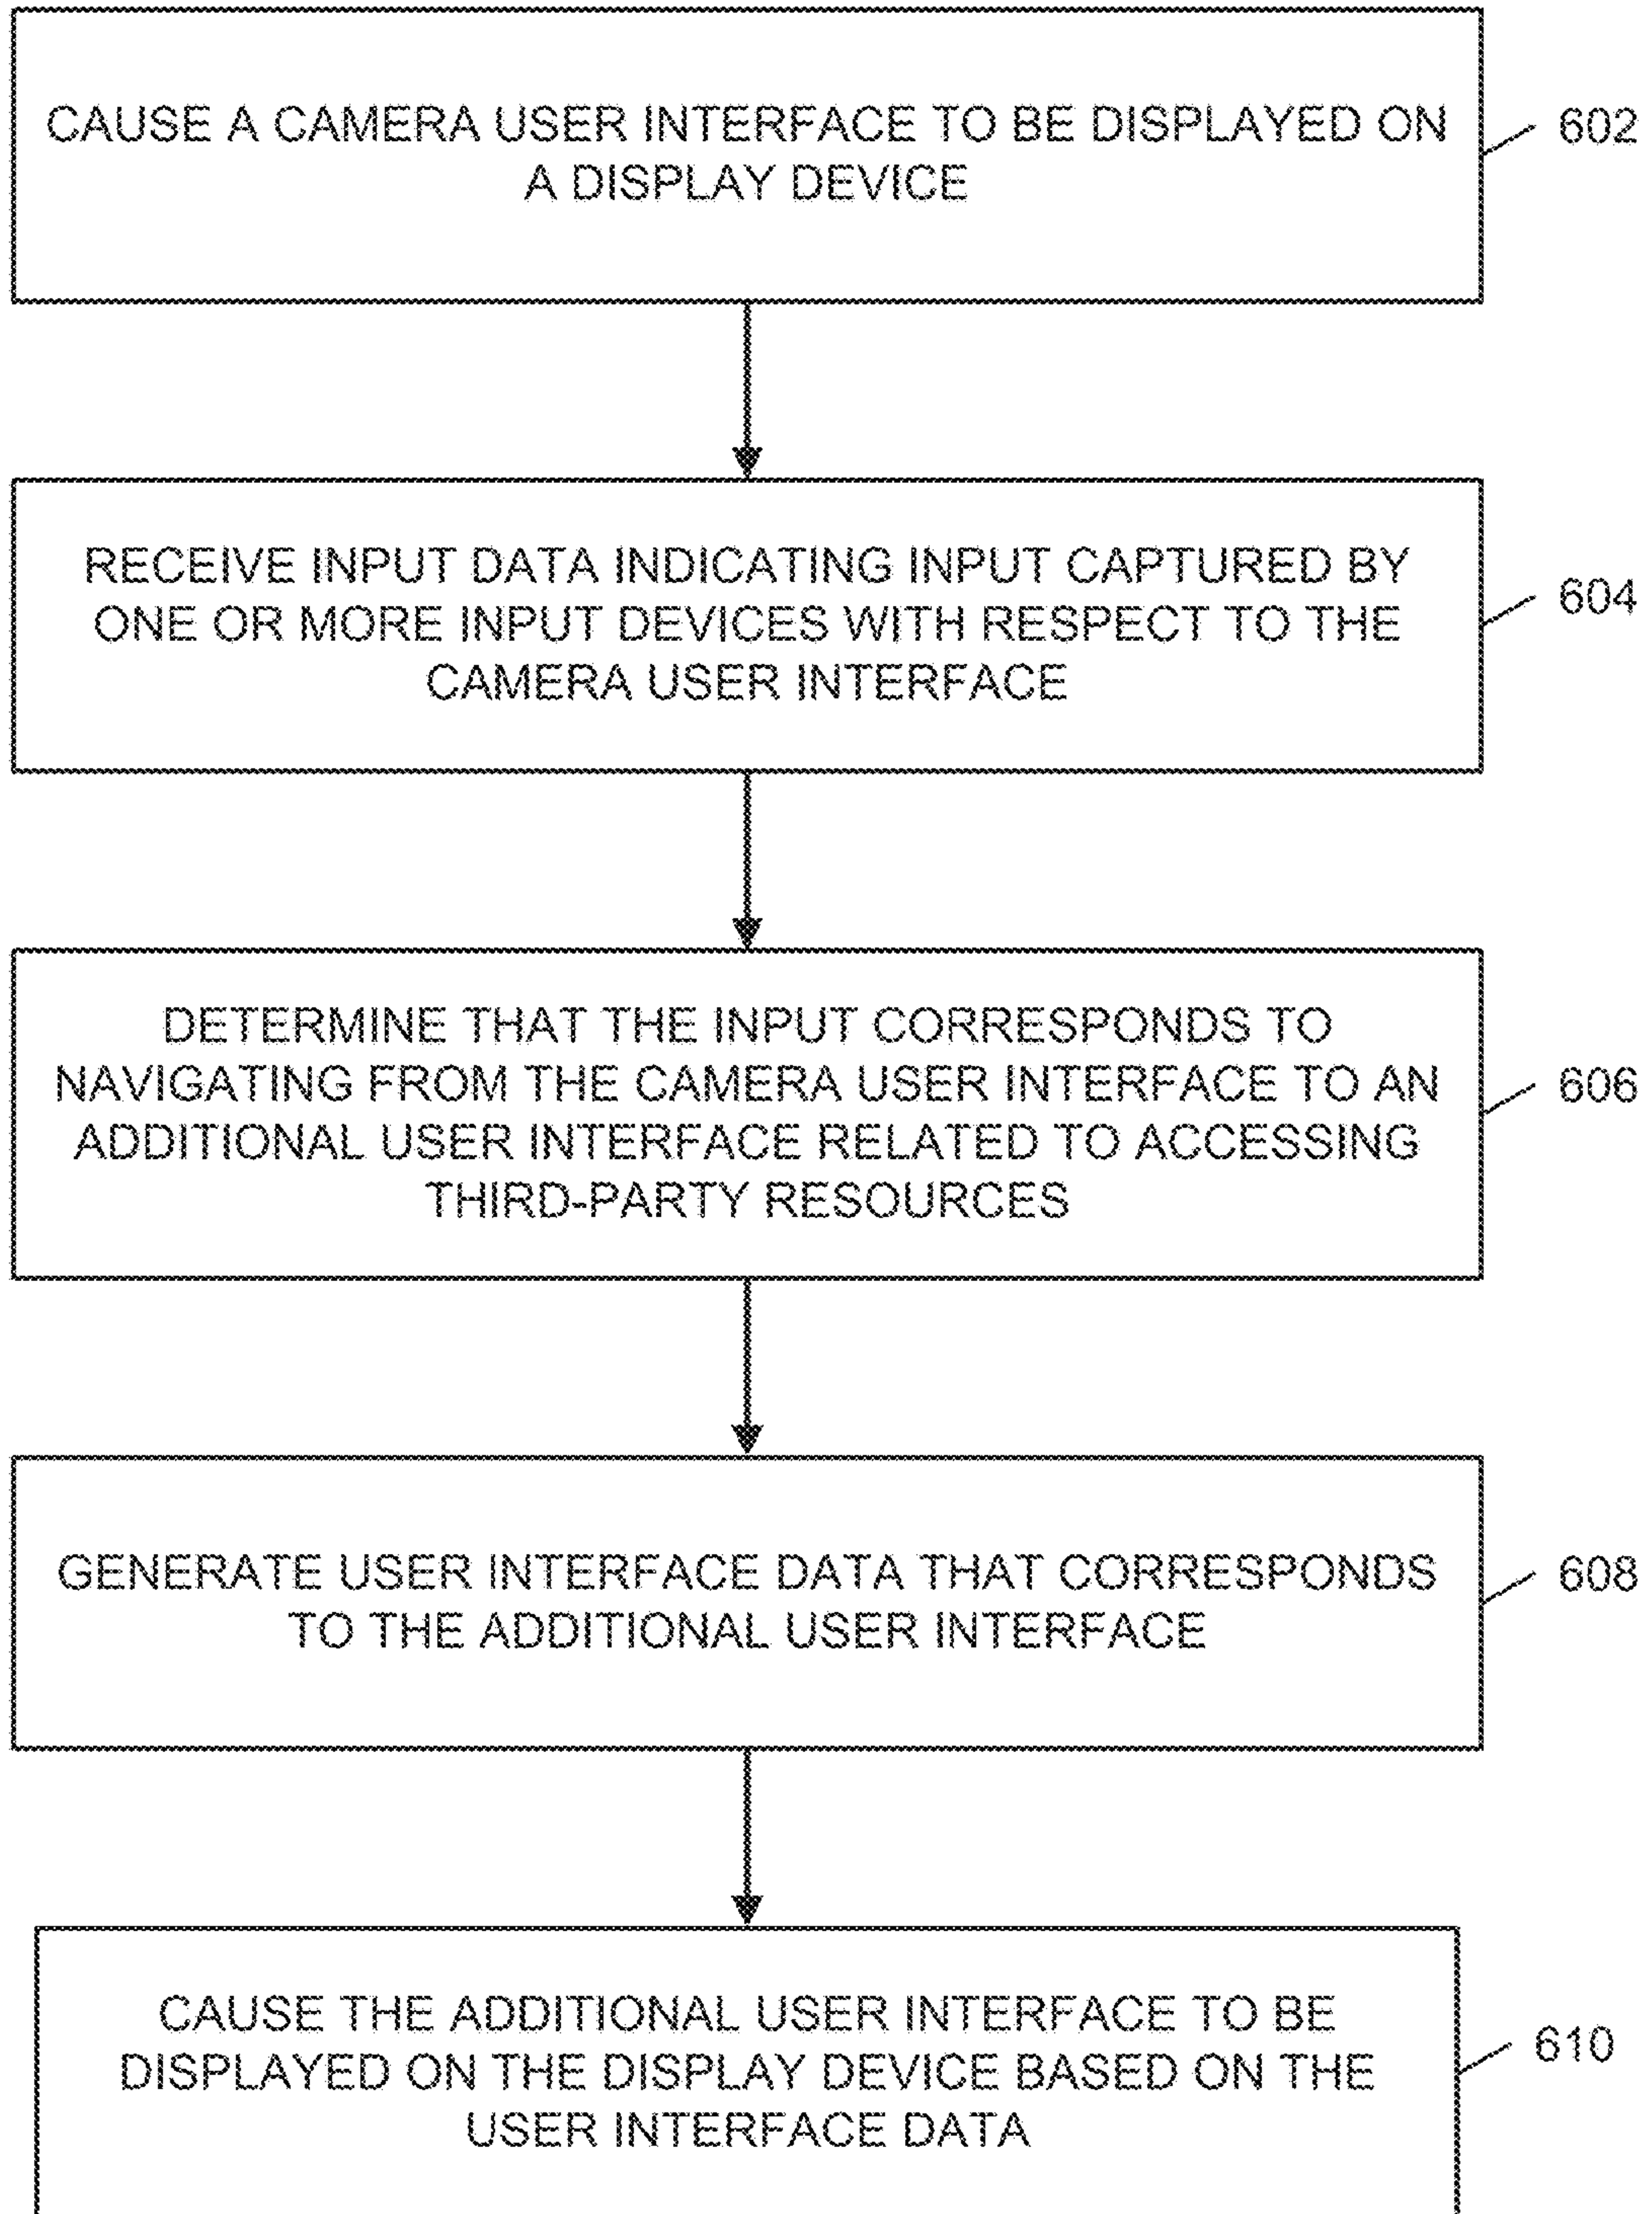 CAUSE A CAMERA USER INTERFACE TO BE DISPLAYED ON
A DISPLAY DEVICE
602
RECEIVE INPUT DATA INDICATING INPUT CAPTURED BY
ONE OR MORE INPUT DEVICES WITH RESPECT TO THE
CAMERA USER INTERFACE
604
DETERMINE THAT THE INPUT CORRESPONDS TO
NAVIGATING FROM THE CAMERA USER INTERFACE TO AN
ADDITIONAL USER INTERFACE RELATED TO ACCESSING
THIRD-PARTY RESOURCES
606
GENERATE USER INTERFACE DATA THAT CORRESPONDS
TO THE ADDITIONAL USER INTERFACE
608
CAUSE THE ADDITIONAL USER INTERFACE TO BE
DISPLAYED ON THE DISPLAY DEVICE BASED ON THE
USER INTERFACE DATA
610